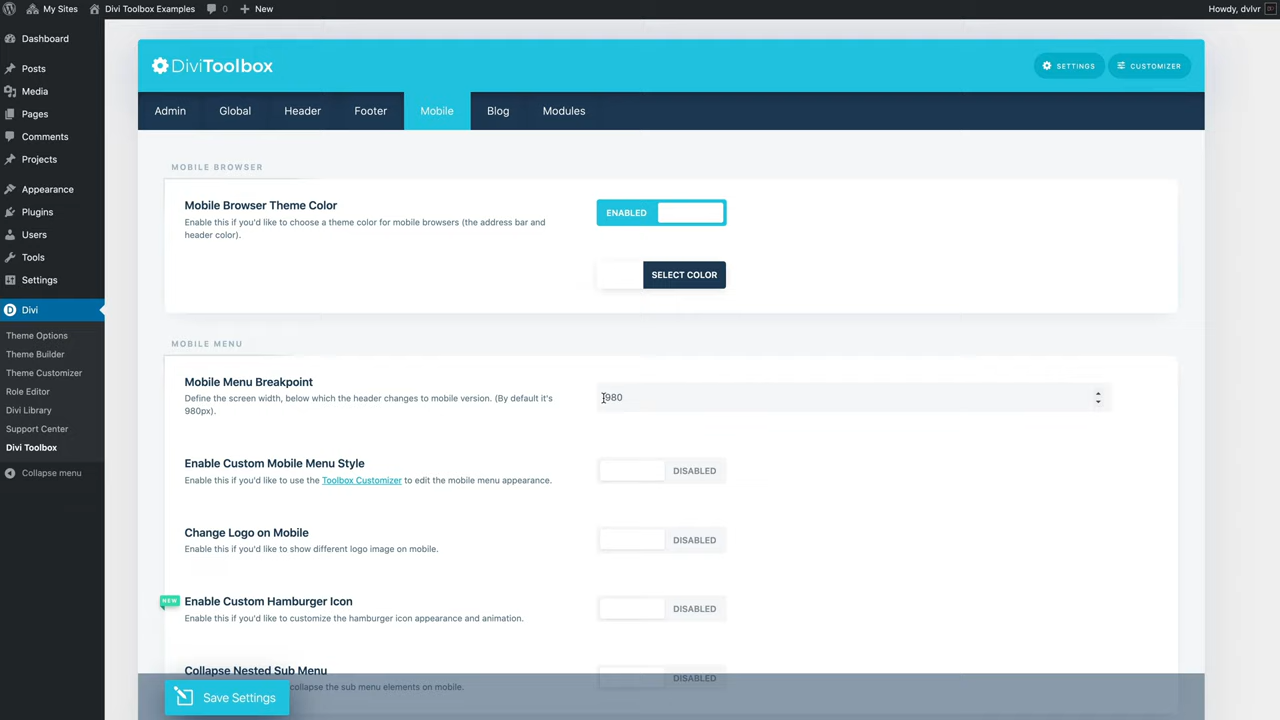 My Sites
Divi Toolbox Examples
0
New
Howdy, dvlvr
Dashboard
Posts
Media
Pages
Comments
Projects
Appearance
Plugins
Users
Tools
Settings
Divi
Theme Options
Theme Builder
Theme Customizer
Role Editor
Divi Library
Support Center
Divi Toolbox
Collapse menu
DiviToolbox
SETTINGS
CUSTOMIZER
Admin
Global
Header
Footer
Mobile
Blog
Modules
MOBILE BROWSER
Mobile Browser Theme Color
Enable this if you'd like to choose a theme color for mobile browsers (the address bar and
header color).
ENABLED
SELECT COLOR
MOBILE MENU
Mobile Menu Breakpoint
Define the screen width, below which the header changes to mobile version. (By default it's
980px).
980
Enable Custom Mobile Menu Style
Enable this if you'd like to use the Toolbox Customizer to edit the mobile menu appearance.
DISABLED
Change Logo on Mobile
Enable this if you'd like to show different logo image on mobile.
DISABLED
NEW
Enable Custom Hamburger Icon
Enable this if you'd like to customize the hamburger icon appearance and animation.
DISABLED
Collapse Nested Sub Menu
collapse the sub menu elements on mobile.
DISABLED
Save Settings